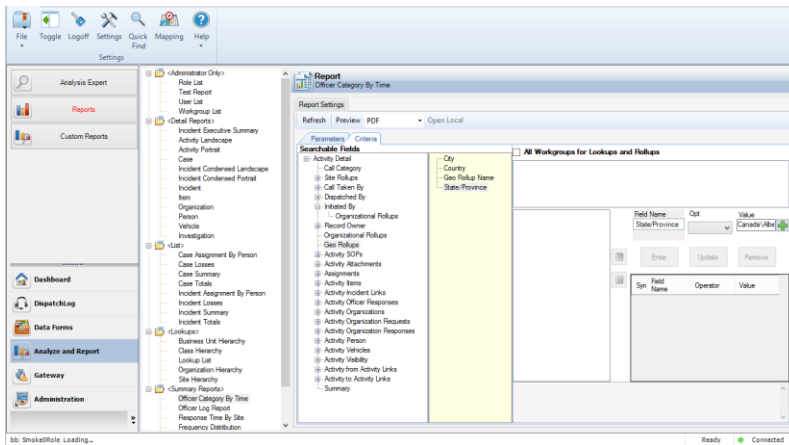 File
Toggle
Logoff
Settings
Quick
Find
Mapping
Help
Settings
Analysis Expert
Reports
Custom Reports
Dashboard
DispatchLog
Data Forms
Analyze and Report
Gateway
Administration
<Administrator Only>
Role List
Test Report
User List
Workgroup List
<Detail Reports>
Incident Executive Summary
Activity Landscape
Activity Portrait
Case
Incident Condensed Landscape
Incident Condensed Portrait
Incident
Item
Organization
Person
Vehicle
Investigation
<List>
Case Assignment By Person
Case Losses
Case Summary
Case Totals
Incident Assignment By Person
Incident Losses
Incident Summary
Incident Totals
<Lookups>
Business Unit Hierarchy
Class Hierarchy
Lookup List
Organization Hierarchy
Site Hierarchy
<Summary Reports>
Officer Category By Time
Officer Log Report
Response Time By Site
Frequency Distribution
Report
Officer Category By Time
Report Settings
Refresh Preview PDF Open Local
Parameters Criteria
Searchable Fields
Activity Detail
Call Category
Site Rollups
Call Taken By
Dispatched By
Initiated By
Organizational Rollups
Record Owner
Organizational Rollups
Geo Rollups
Activity SOPs
Activity Attachments
Assignments
Activity Items
Activity-Incident Links
Activity Officer Responses
Activity Organizations
Activity Organization Requests
Activity Organization Responses
Activity Person
Activity Vehicles
Activity Visibility
Activity from Activity Links
Activity to Activity Links
Summary
City
Country
Geo Rollup Name
State/Province
All Workgroups for Lookups and Rollups
Field Name Opt Value
State/Province Canada\Albe
Enter Update Remove
Syn Field Name Operator Value
bb SmokeIRole Loading...
Ready Connected